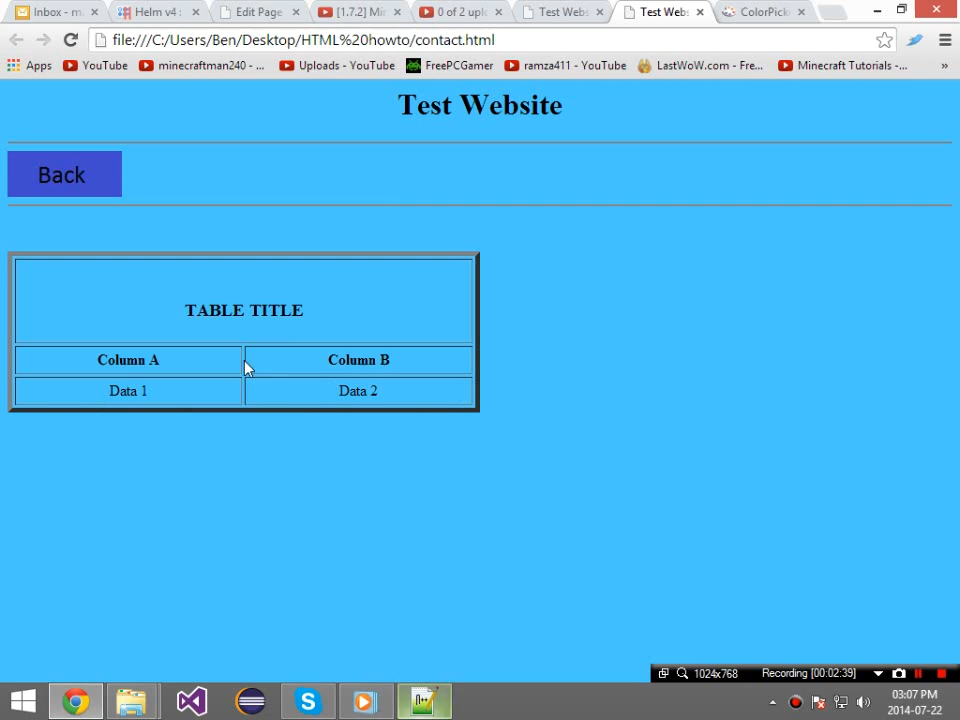 Inbox - m. Helm v4 : Edit Page [1.7.2] Mir 0 of 2 uplo Test Webs Test Webs ColorPick
file:///C:/Users/Ben/Desktop/HTML%20howto/contact.html
Apps YouTube minecraftman240 - ... Uploads - YouTube FreePCGamer ramza411 - YouTube LastWoW.com - Fre... Minecraft Tutorials -... »
Test Website
Back
TABLE TITLE
Column A Column B
Data 1 Data 2
1024x768 Recording [00:02:39]
03:07 PM
2014-07-22